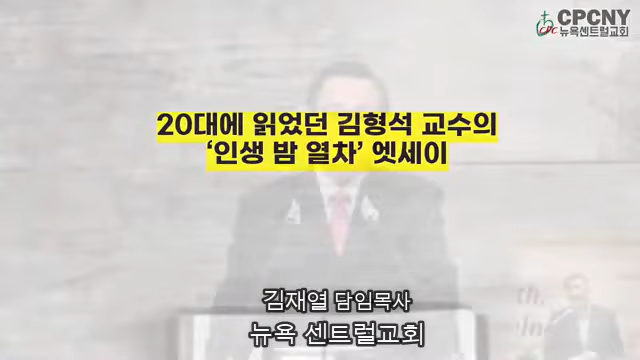 CPCNY
CPC
뉴욕센트럴교회
20대에 읽었던 김형석 교수의
‘인생 밤 열차’ 엣세이
김재열 담임목사
뉴욕 센트럴교회